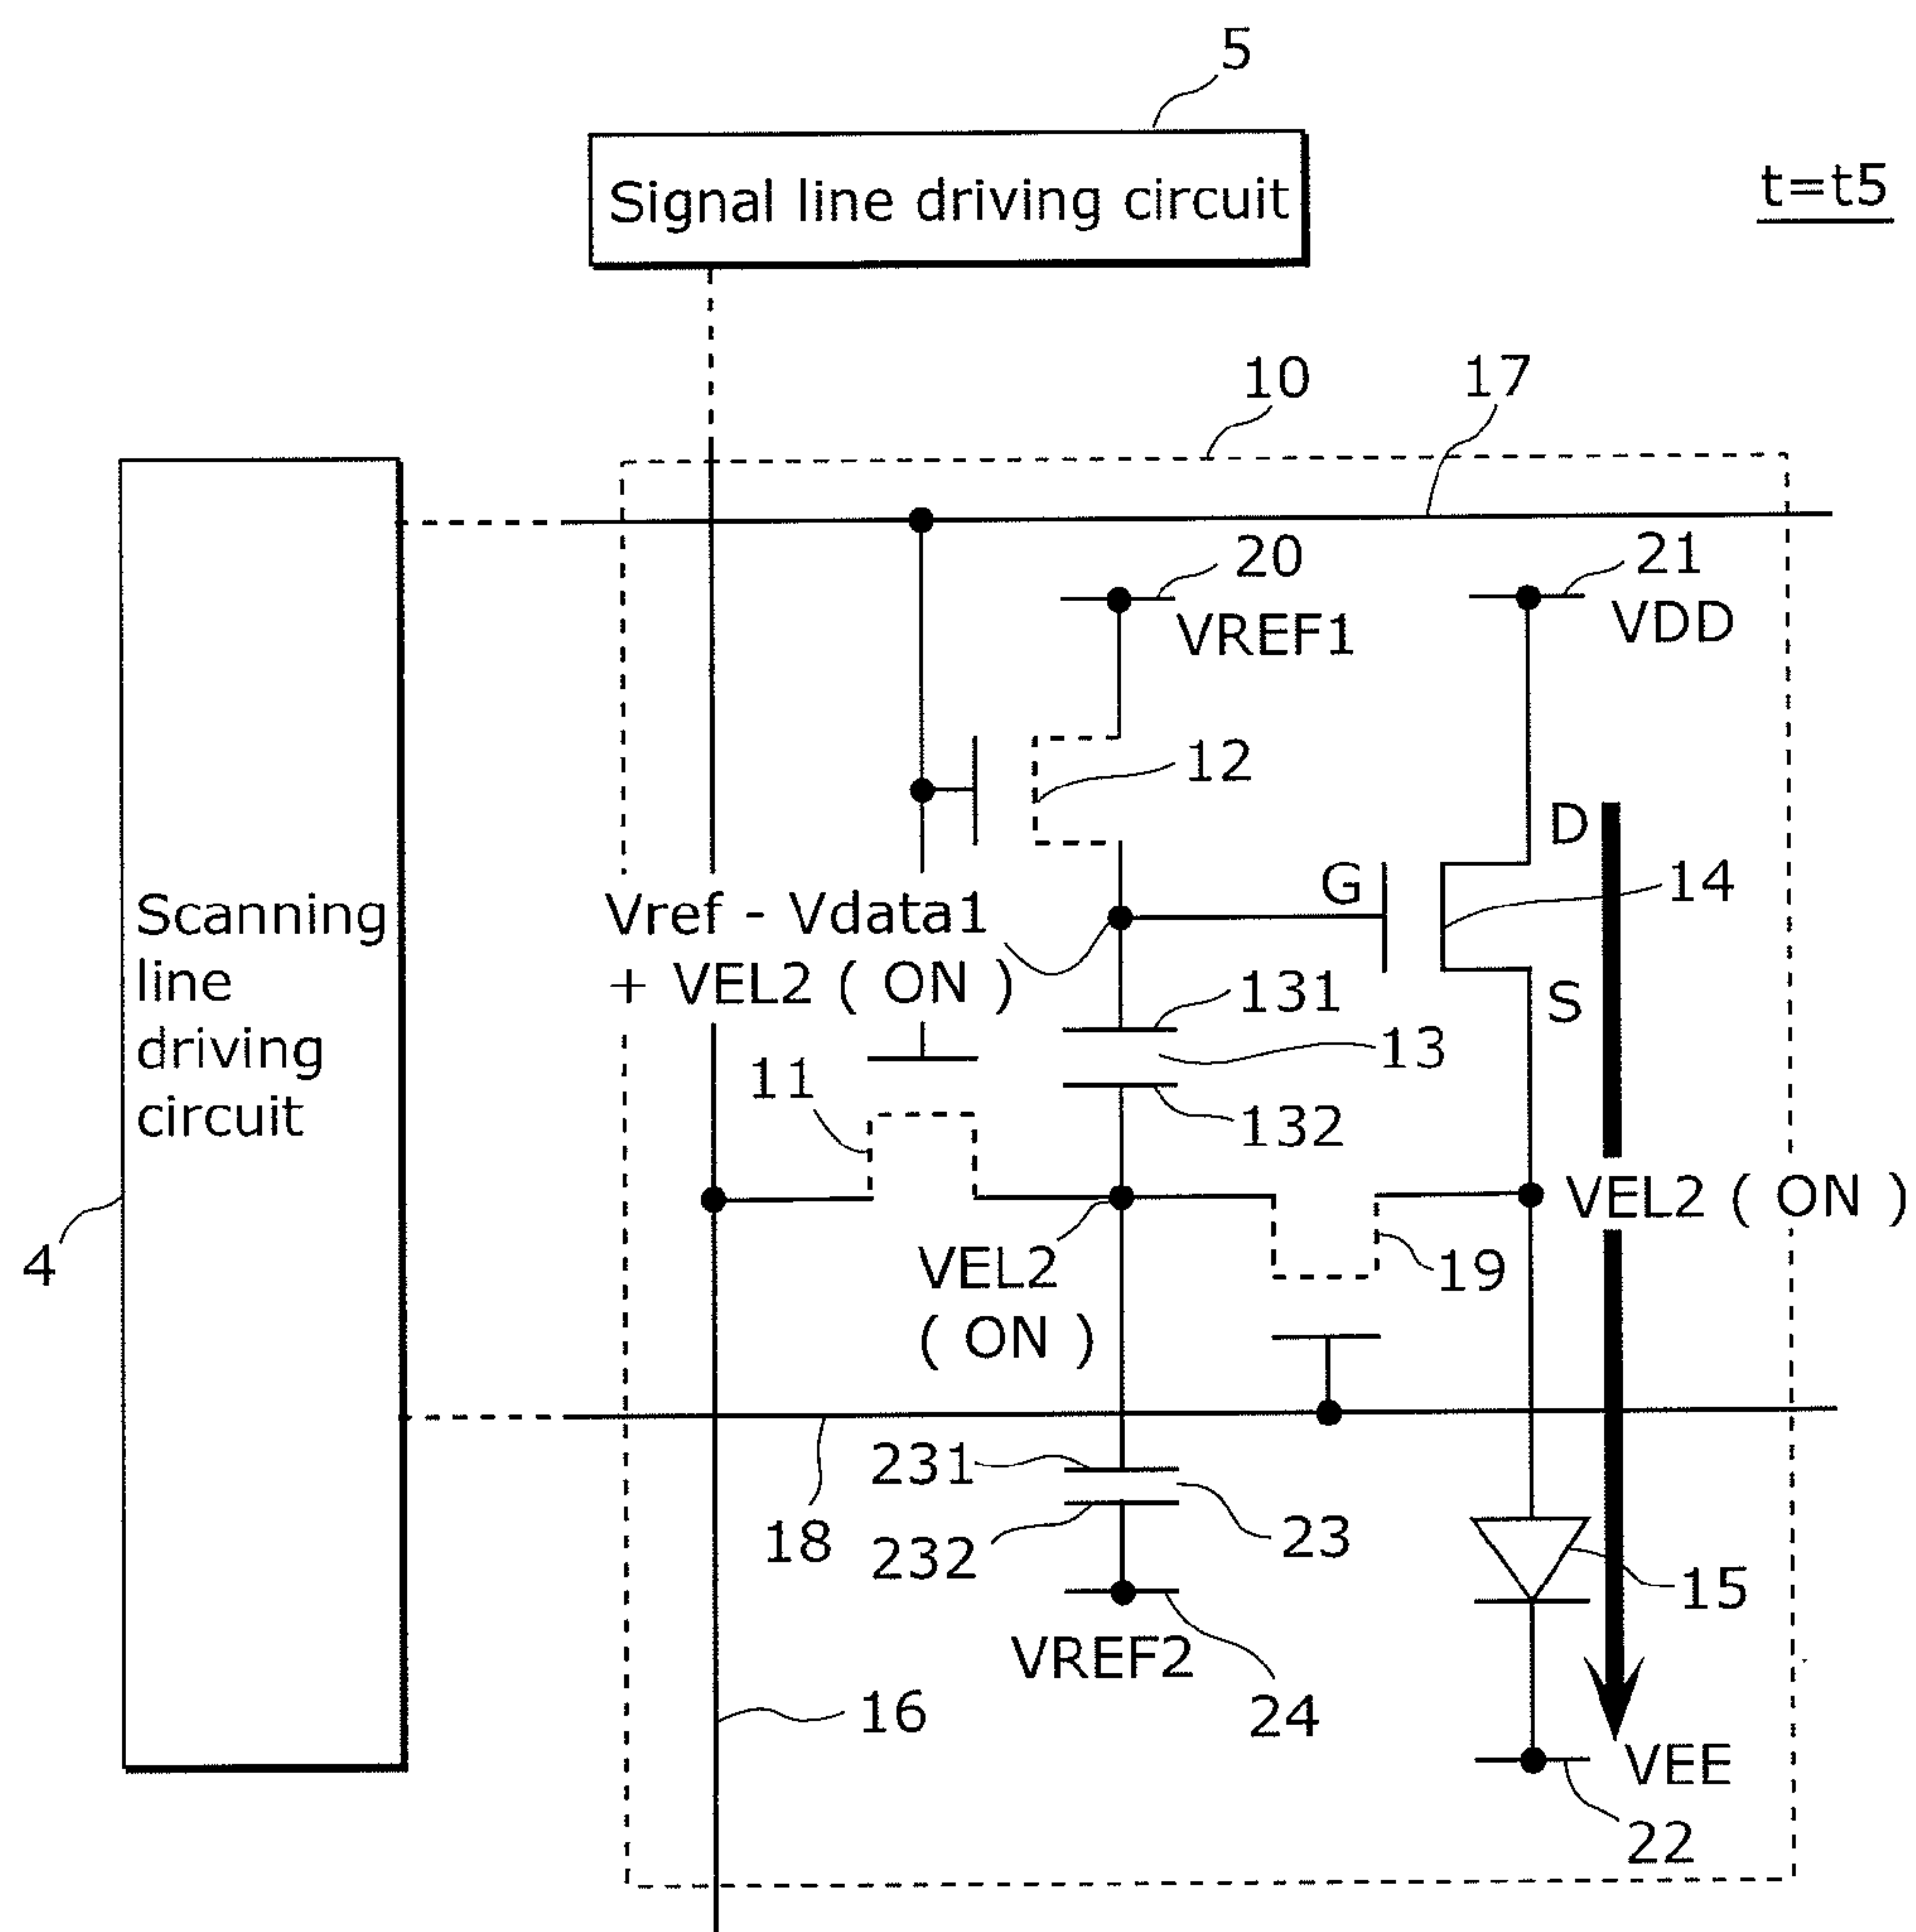 5
Signal line driving circuit
t=t5
10
17
20
VREF1
21
VDD
12
D
G
14
Scanning
line
driving
circuit
Vref - Vdata1
+ VEL2 ( ON )
S
131
13
11
132
VEL2 ( ON )
4
VEL2
( ON )
19
231
18
232
23
15
VREF2
24
16
VEE
22